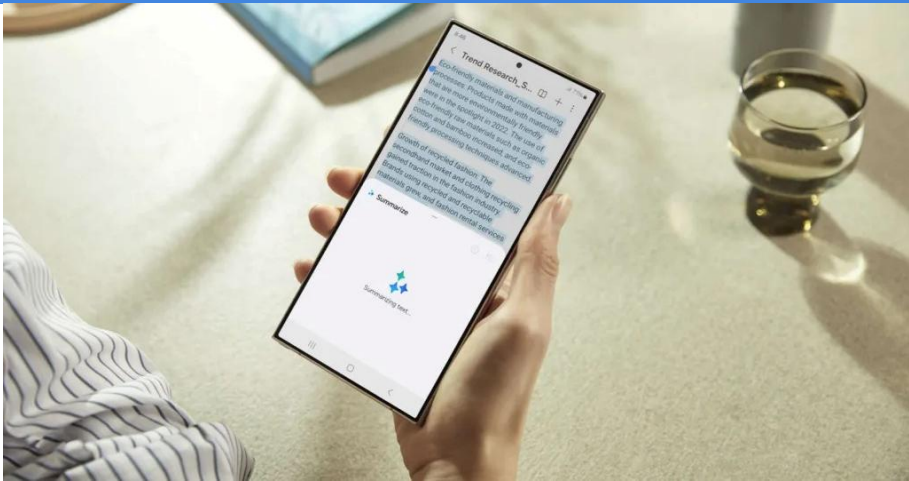 Trend Research_S...
Eco-friendly materials and manufacturing
processes: Products made with materials
that are more environmentally friendly
were in the spotlight in 2022. The use of
eco-friendly raw materials such as organic
cotton and bamboo increased, and eco-
friendly processing techniques advanced.
Growth of recycled fashion: The
secondhand market and clothing recycling
gained traction in the fashion industry.
Brands using recycled and recyclable
materials grew, and fashion rental services
Summarize
Summarizing text...